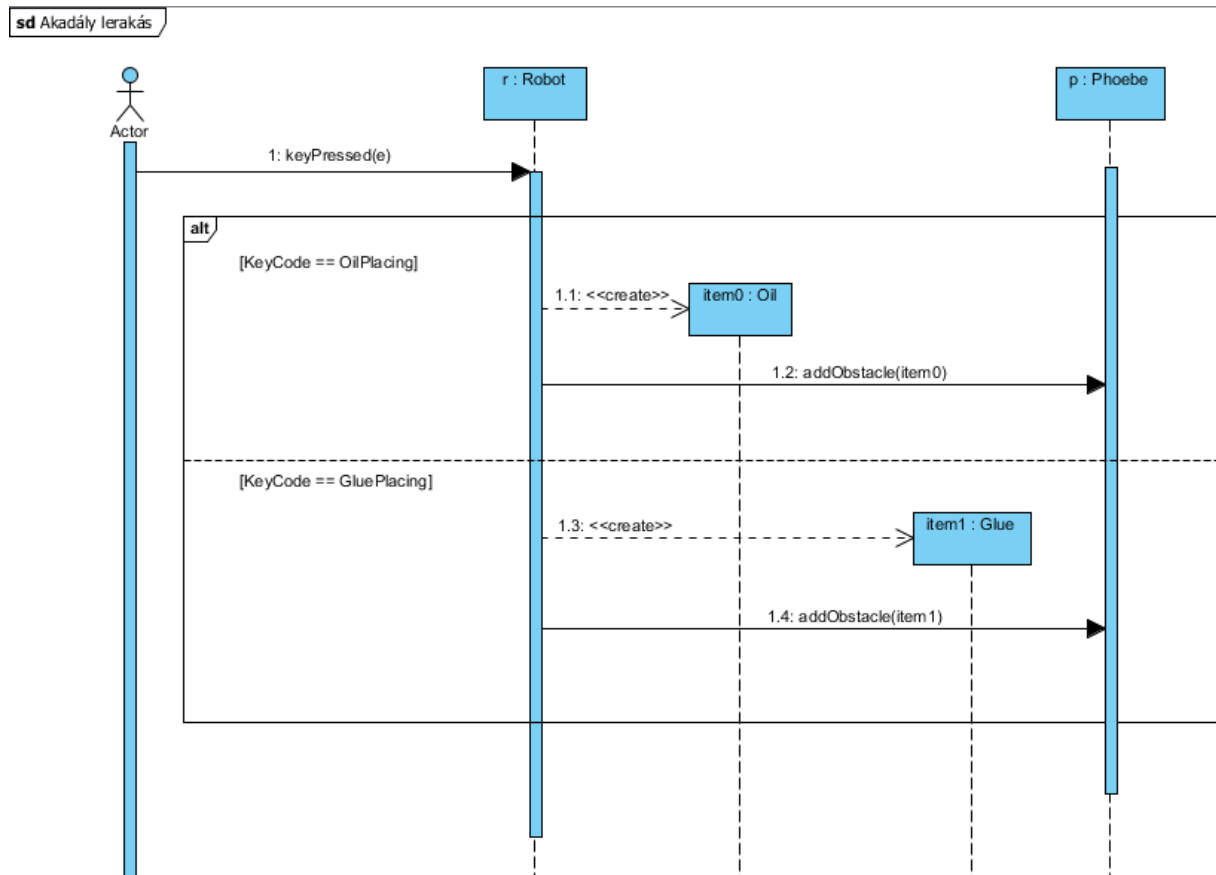 sd Akadály lerakás
r : Robot
p : Phoebe
Actor
1: keyPressed(e)
alt
[KeyCode == OilPlacing]
1.1: <<create>>
item0 : Oil
1.2: addObstacle(item0)
[KeyCode == GluePlacing]
1.3: <<create>>
item1 : Glue
1.4: addObstacle(item1)